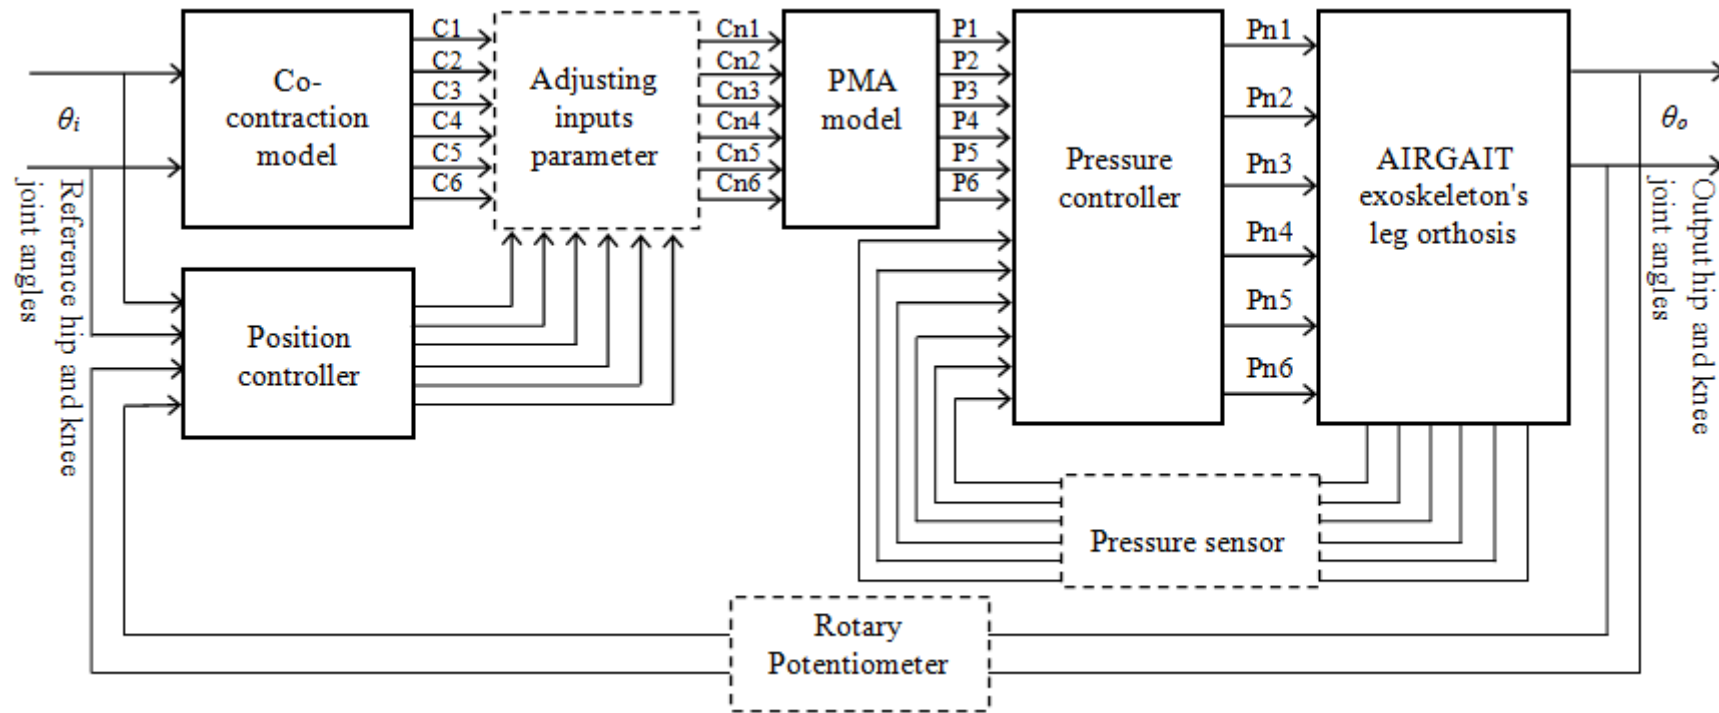 θi
Reference hip and knee
joint angles
Co-
contraction
model
C1
C2
C3
C4
C5
C6
Adjusting
inputs
parameter
Cn1
Cn2
Cn3
Cn4
Cn5
Cn6
PMA
model
P1
P2
P3
P4
P5
P6
Pressure
controller
Pn1
Pn2
Pn3
Pn4
Pn5
Pn6
AIRGAIT
exoskeleton's
leg orthosis
θo
Output hip and knee
joint angles
Position
controller
Pressure sensor
Rotary
Potentiometer